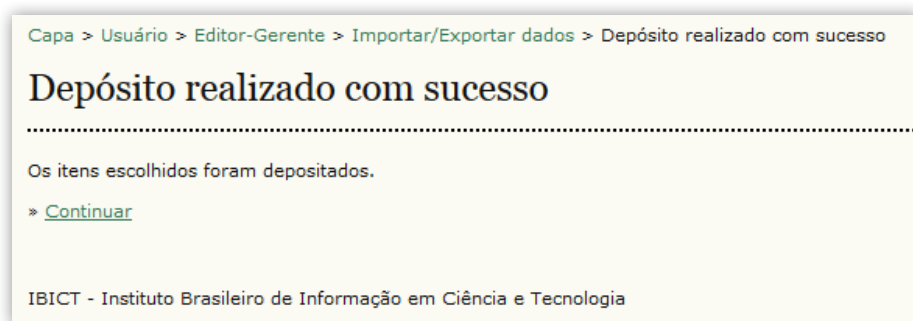 Capa > Usuário > Editor-Gerente > Importar/Exportar dados > Depósito realizado com sucesso
Depósito realizado com sucesso
Os itens escolhidos foram depositados.
» Continuar
IBICT - Instituto Brasileiro de Informação em Ciência e Tecnologia